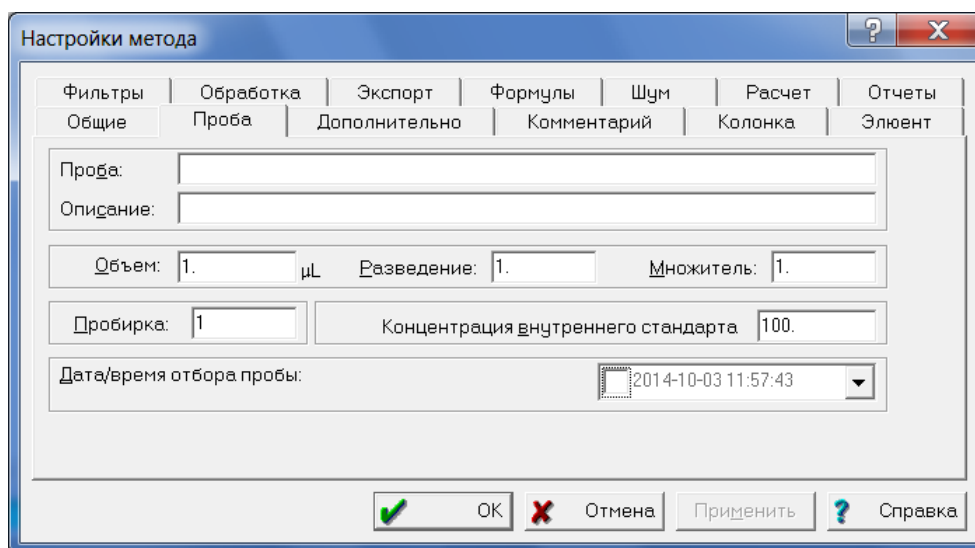 Настройки метода
Фильтры Обработка Экспорт Формулы Шум Расчет Отчеты
Общие Проба Дополнительно Комментарий Колонка Элюент
Проба:
Описание:
Объем: 1. µL Разведение: 1. Множитель: 1.
Пробирка: 1 Концентрация внутреннего стандарта 100.
Дата/время отбора пробы: 2014-10-03 11:57:43
OK Отмена Применить Справка